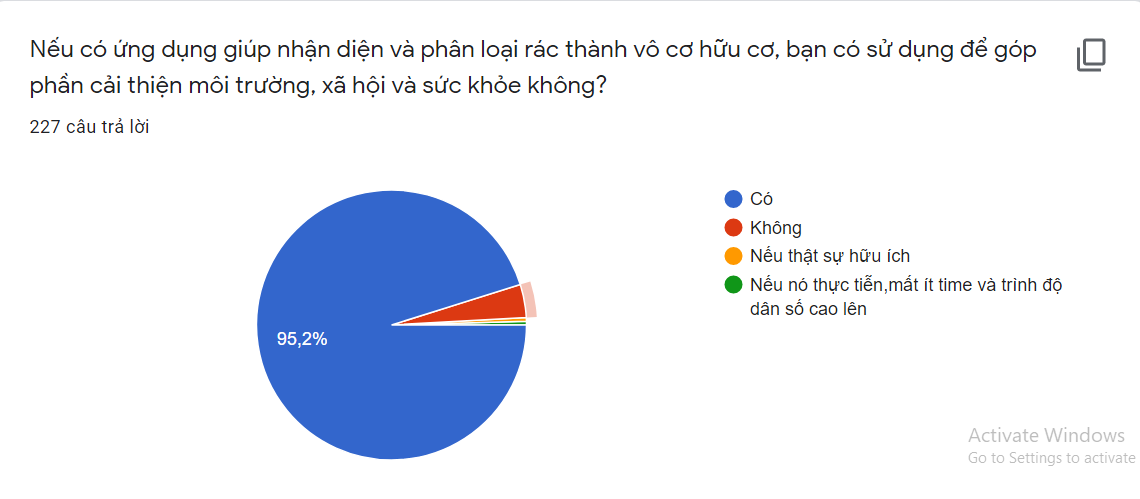 Nếu có ứng dụng giúp nhận diện và phân loại rác thành vô cơ hữu cơ, bạn có sử dụng để góp
phần cải thiện môi trường, xã hội và sức khỏe không?
227 câu trả lời
95,2%
Có
Không
Nếu thật sự hữu ích
Nếu nó thực tiễn,mất ít time và trình độ
dân số cao lên
Activate Windows
Go to Settings to activate